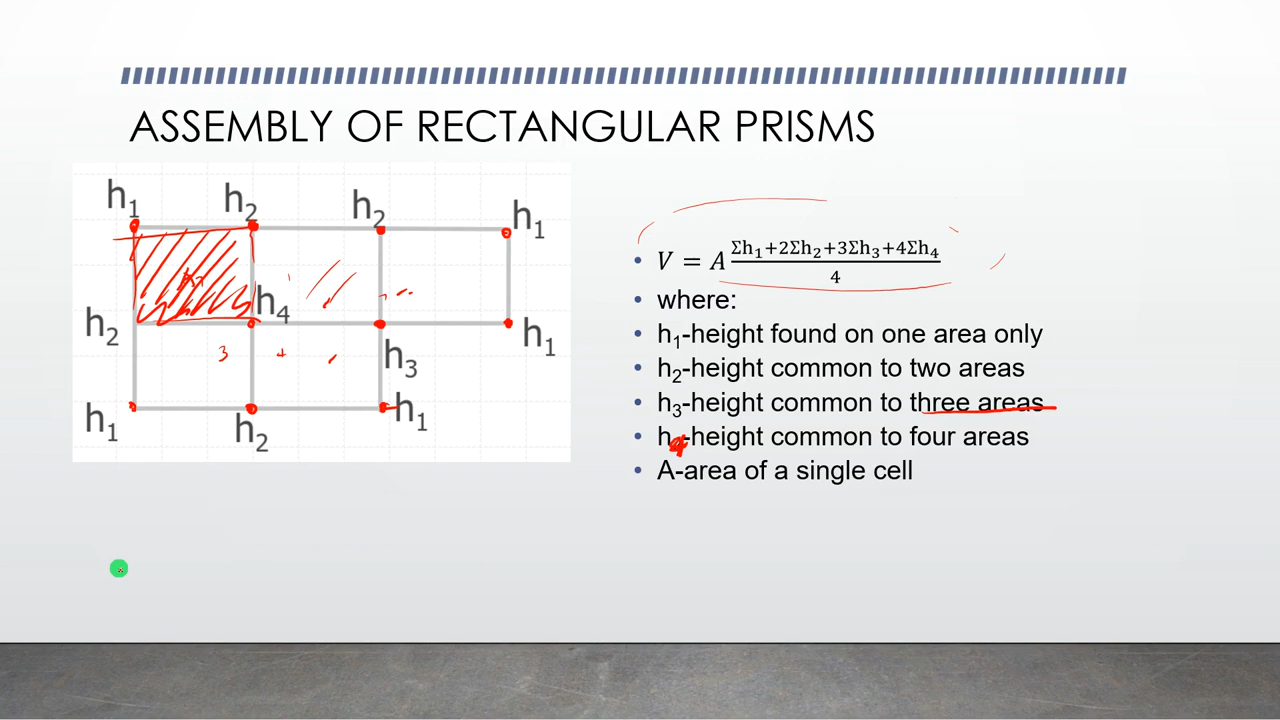 ASSEMBLY OF RECTANGULAR PRISMS
h₁ h₂ h₂ h₁
h₂ h₄ h₃ h₁
3 4
h₁ h₂ h₁
• V = A (Σh₁+2Σh₂+3Σh₃+4Σh₄)/4
• where:
• h₁-height found on one area only
• h₂-height common to two areas
• h₃-height common to three areas
• h₄-height common to four areas
• A-area of a single cell